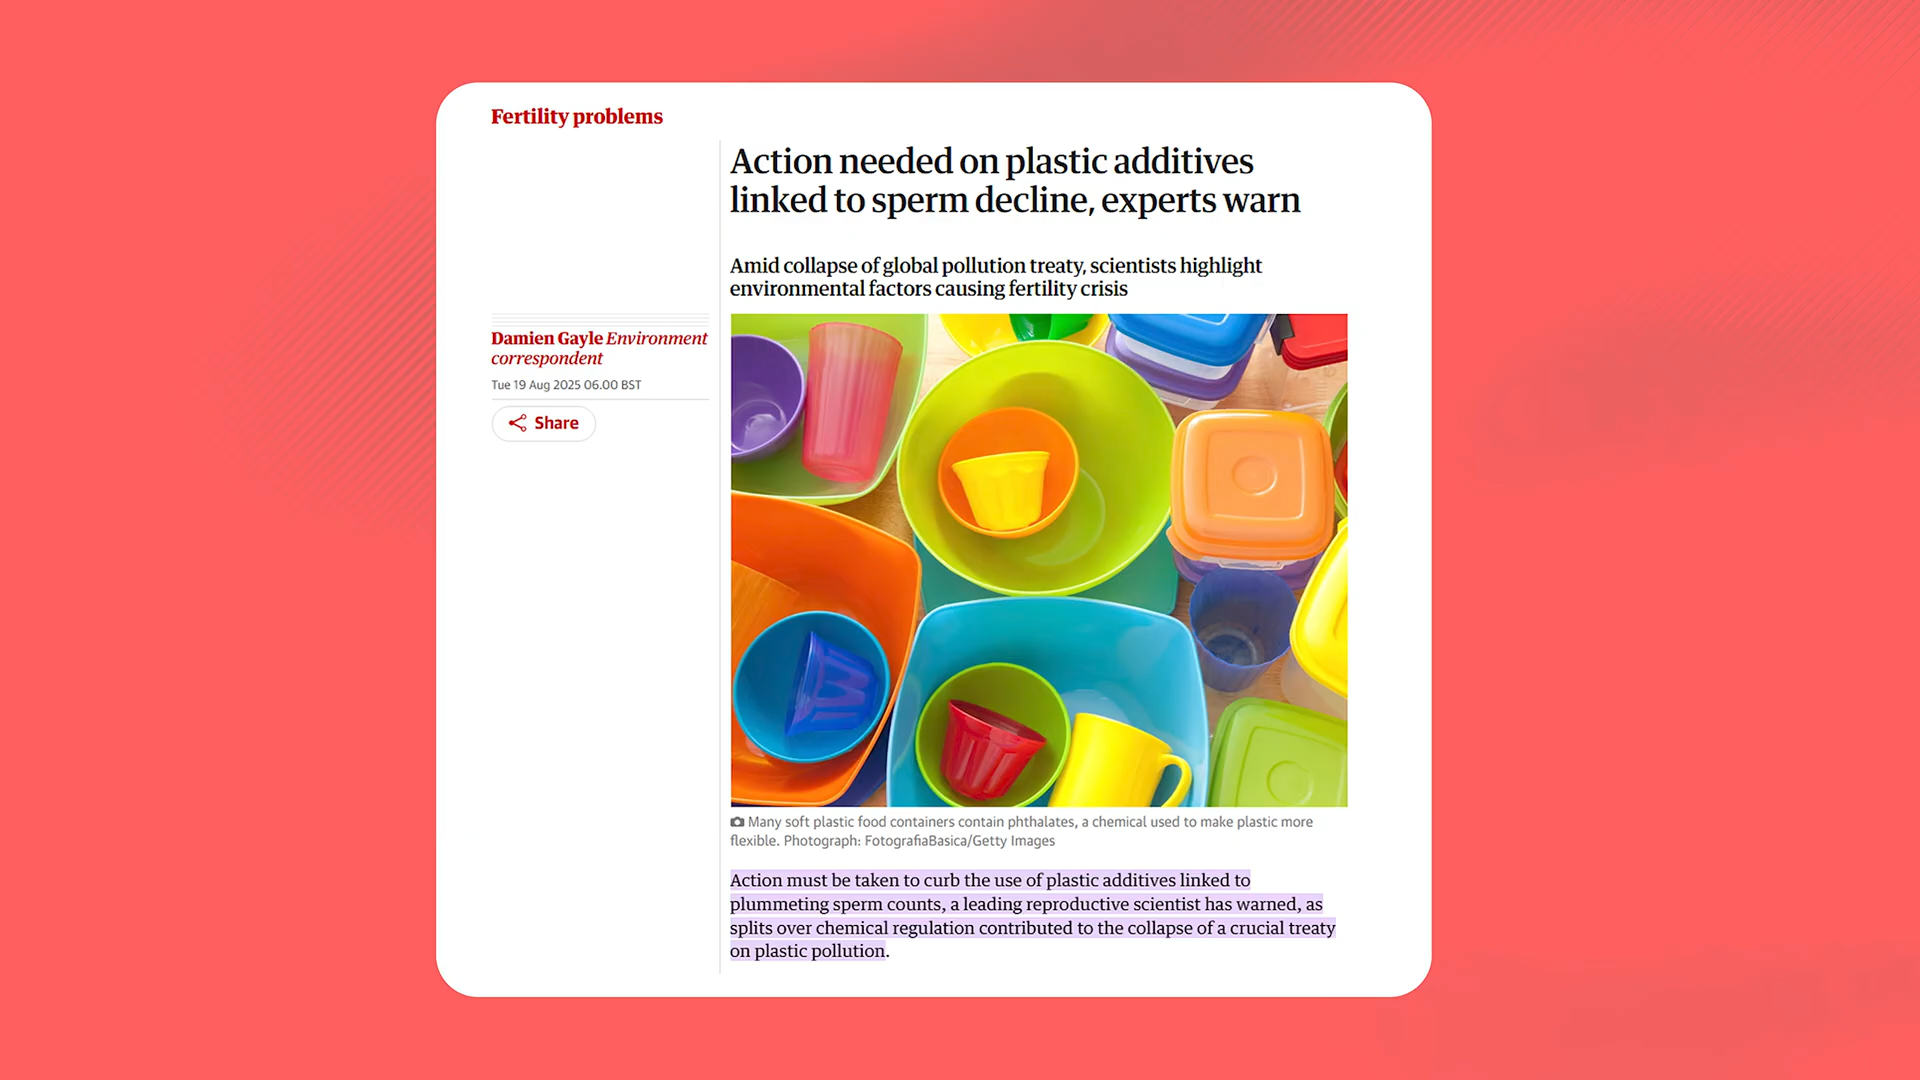 Fertility problems
Action needed on plastic additives
linked to sperm decline, experts warn
Amid collapse of global pollution treaty, scientists highlight
environmental factors causing fertility crisis
Damien Gayle Environment
correspondent
Tue 19 Aug 2025 06.00 BST
Share
Many soft plastic food containers contain phthalates, a chemical used to make plastic more
flexible. Photograph: FotografiaBasica/Getty Images
Action must be taken to curb the use of plastic additives linked to
plummeting sperm counts, a leading reproductive scientist has warned, as
splits over chemical regulation contributed to the collapse of a crucial treaty
on plastic pollution.